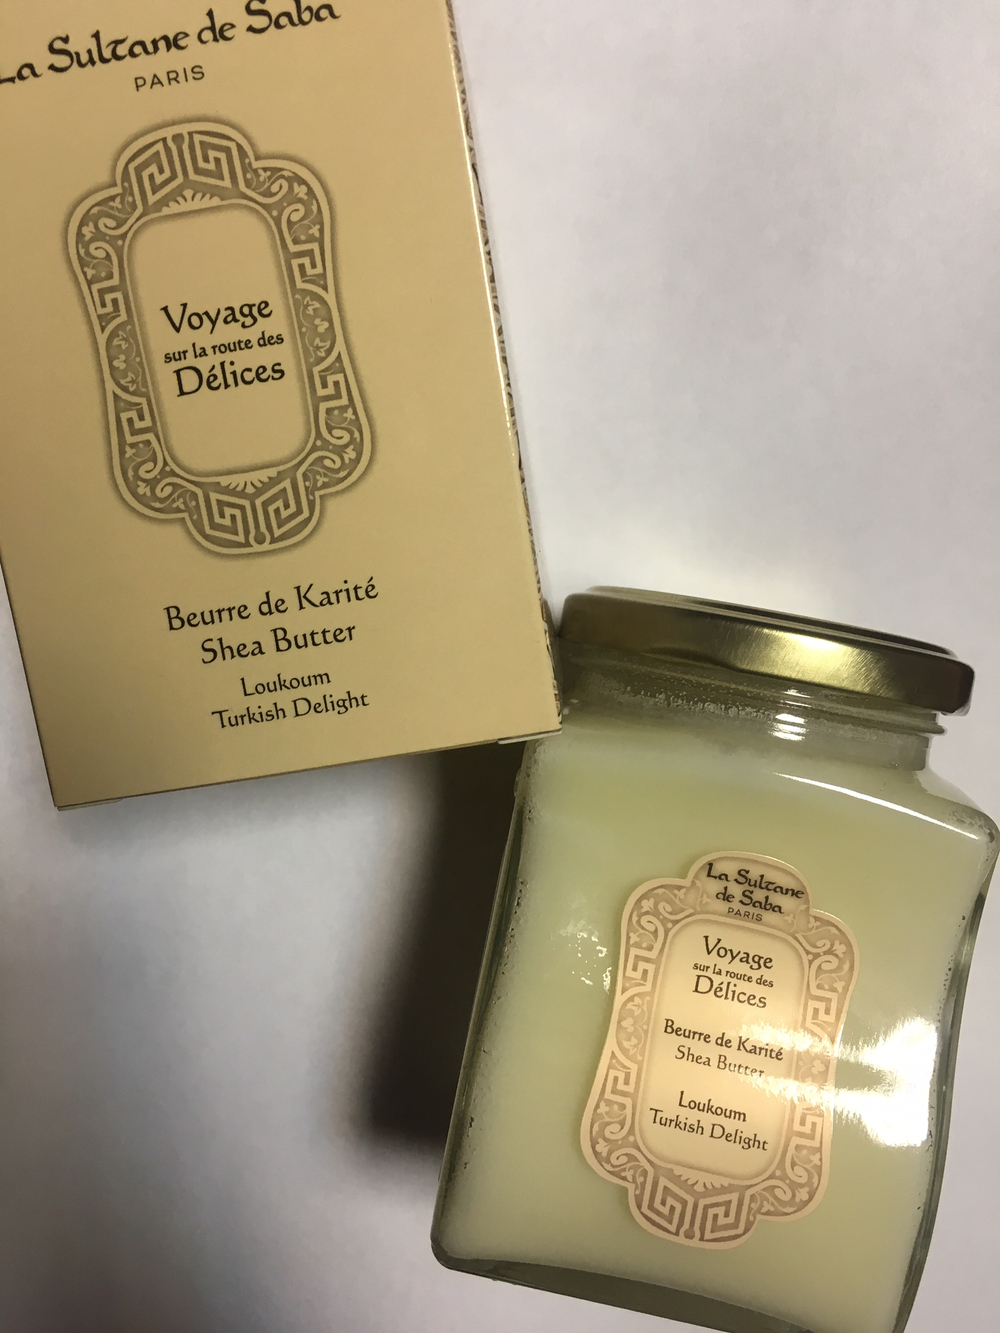 La Sultane de Saba
PARIS
Voyage
sur la route des
Délices
Beurre de Karité
Shea Butter
Loukoum
Turkish Delight
La Sultane
de Saba
PARIS
Voyage
sur la route des
Délices
Beurre de Karité
Shea Butter
Loukoum
Turkish Delight